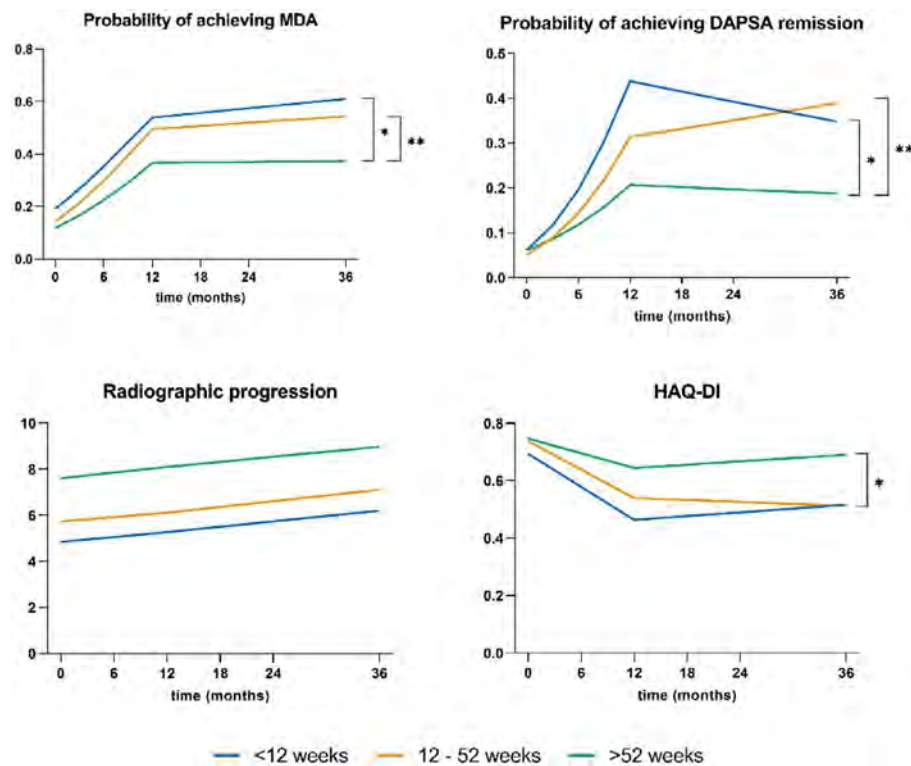 Probability of achieving MDA
0.8
0.6
0.4
0.2
0.0
0 6 12 18 24 36
time (months)
* **
Probability of achieving DAPSA remission
0.5
0.4
0.3
0.2
0.1
0.0
0 6 12 18 24 36
time (months)
* **
Radiographic progression
10
8
6
4
2
0
0 6 12 18 24 36
time (months)
HAQ-DI
0.8
0.6
0.4
0.2
0.0
0 6 12 18 24 36
time (months)
*
<12 weeks 12 - 52 weeks >52 weeks